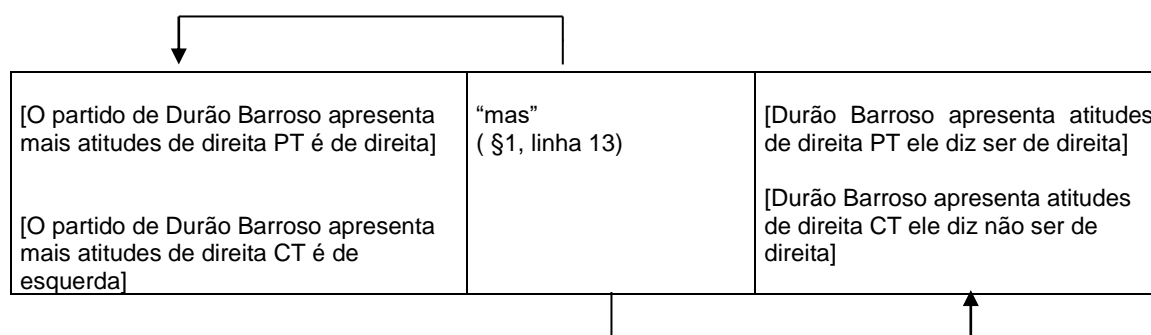 [O partido de Durão Barroso apresenta
mais atitudes de direita PT é de direita]
[O partido de Durão Barroso apresenta
mais atitudes de direita CT é de
esquerda]
“mas”
( §1, linha 13)
[Durão Barroso apresenta atitudes
de direita PT ele diz ser de direita]
[Durão Barroso apresenta atitudes
de direita CT ele diz não ser de
direita]